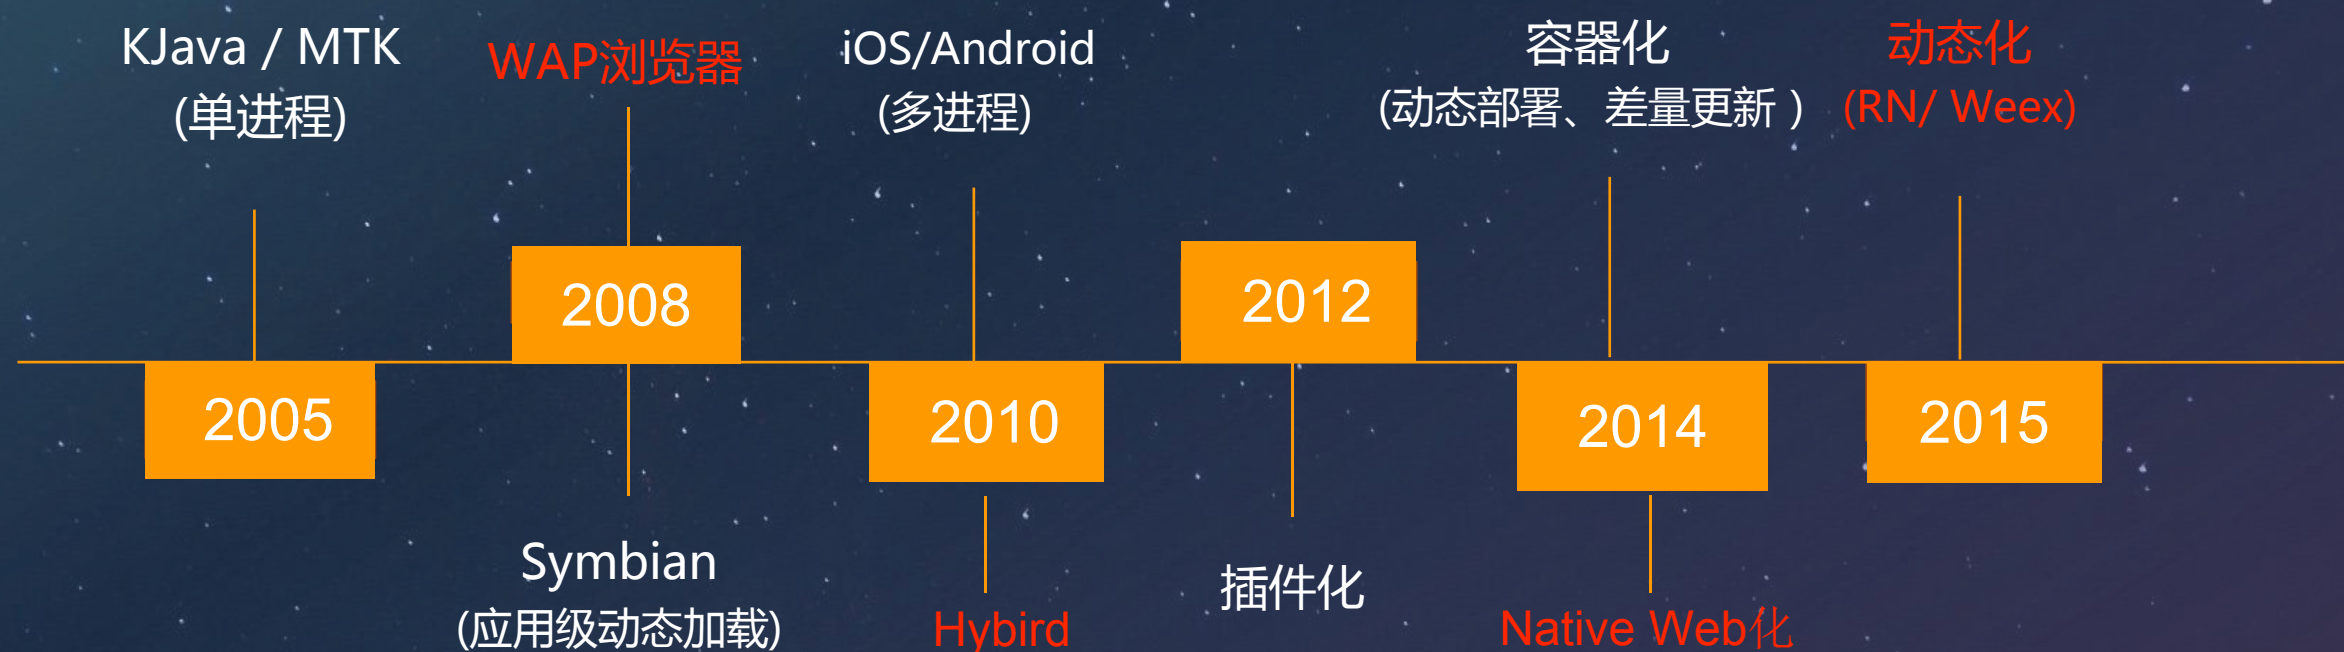 KJava / MTK
(单进程)
WAP浏览器
iOS/Android
(多进程)
容器化
(动态部署、差量更新 )
动态化
(RN/ Weex)
2005
2008
2010
2012
2014
2015
Symbian
(应用级动态加载)
Hybird
插件化
Native Web化